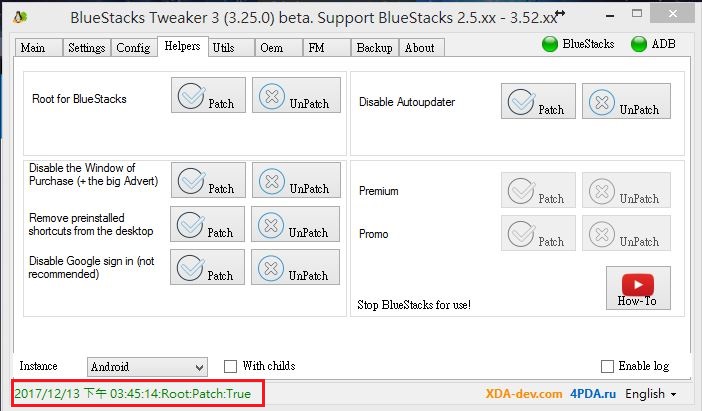 BlueStacks Tweaker 3 (3.25.0) beta. Support BlueStacks 2.5.xx - 3.52.xx
Main Settings Config Helpers Utils Oem FM Backup About
BlueStacks ADB
Root for BlueStacks
Patch
UnPatch
Disable Autoupdater
Patch
UnPatch
Disable the Window of
Purchase (+ the big Advert)
Patch
UnPatch
Remove preinstalled
shortcuts from the desktop
Patch
UnPatch
Disable Google sign in (not
recommended)
Patch
UnPatch
Premium
Patch
UnPatch
Promo
Patch
UnPatch
Stop BlueStacks for use!
How-To
Instance Android With childs Enable log
2017/12/13 下午 03:45:14:Root:Patch:True
XDA-dev.com 4PDA.ru English